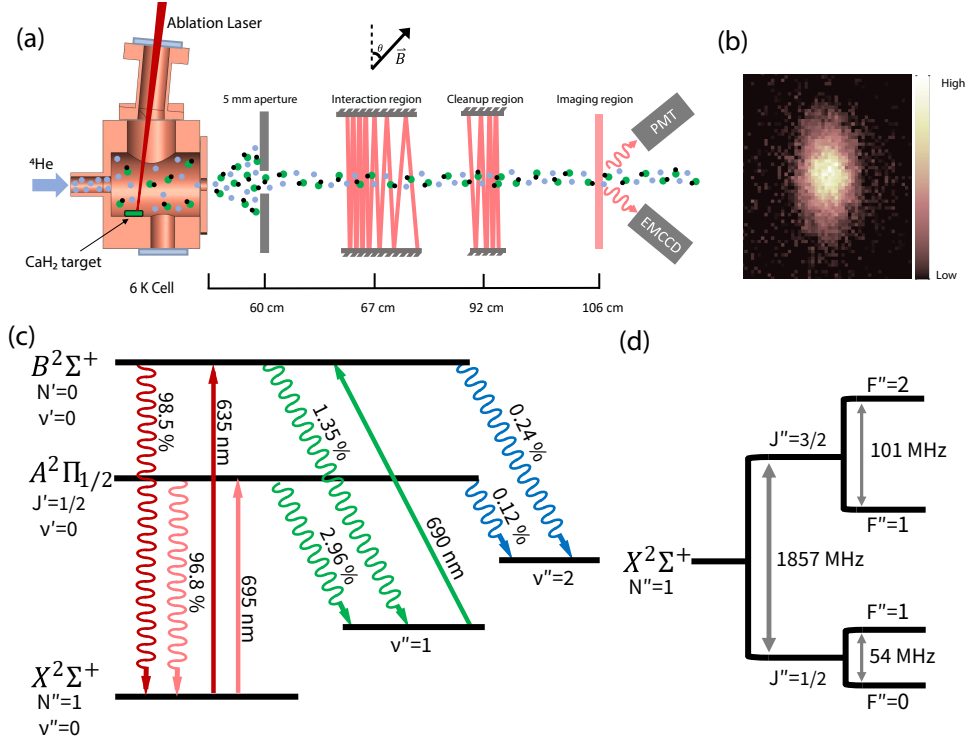 (a)
Ablation Laser
θ
B
5 mm aperture
Interaction region
Cleanup region
Imaging region
PMT
⁴He
EMCCD
CaH₂ target
6 K Cell
60 cm
67 cm
92 cm
106 cm
(b)
High
Low
(c)
B²Σ⁺
N'=0
ν'=0
98.5 %
635 nm
1.35 %
0.24 %
A²Π₁/₂
J'=1/2
ν'=0
96.8 %
695 nm
2.96 %
690 nm
0.12 %
ν''=2
ν''=1
X²Σ⁺
N''=1
ν''=0
(d)
F''=2
J''=3/2
101 MHz
F''=1
X²Σ⁺
N''=1
1857 MHz
F''=1
54 MHz
J''=1/2
F''=0